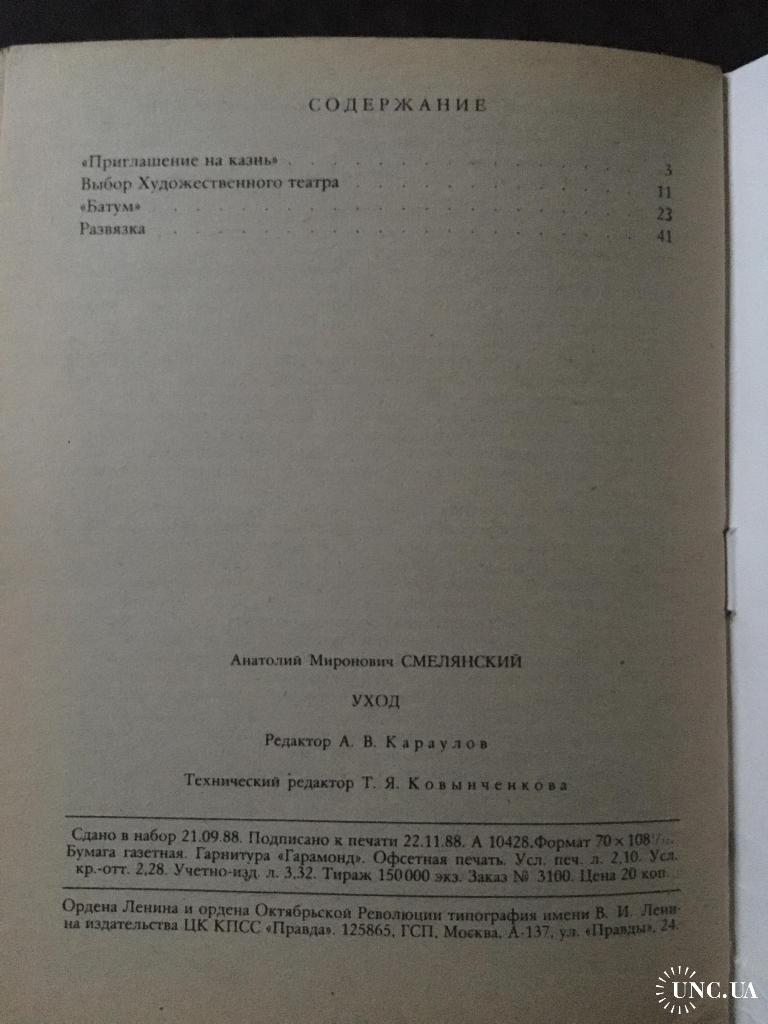 СОДЕРЖАНИЕ
«Приглашение на казнь» . . . . . . . . . . . . . . 3
Выбор Художественного театра . . . . . . . . . . . 11
«Батум» . . . . . . . . . . . . . . . . . . 23
Развязка . . . . . . . . . . . . . . . . . . 41
Анатолий Миронович СМЕЛЯНСКИЙ
УХОД
Редактор А. В. Караулов
Технический редактор Т. Я. Ковынченкова
Сдано в набор 21.09.88. Подписано к печати 22.11.88. А 10428.Формат 70×108¹/₃₂.
Бумага газетная. Гарнитура «Гарамонд». Офсетная печать. Усл. печ. л. 2,10. Усл.
кр.-отт. 2,28. Учетно-изд. л. 3,32. Тираж 150000 экз. Заказ № 3100. Цена 20 коп.
Ордена Ленина и ордена Октябрьской Революции типография имени В. И. Лени-
на издательства ЦК КПСС «Правда». 125865, ГСП, Москва, А-137, ул. «Правды», 24.
UNC.UA